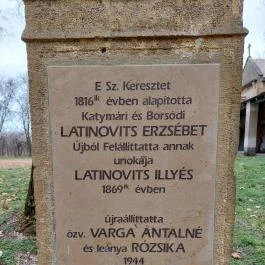 E Sz. Keresztet
1816ik évben alapította
Katymári és Borsódi
LATINOVITS ERZSÉBET
Újból Felállíttatta annak
unokája
LATINOVITS ILLYÉS
1869ik évben
újraállíttatta
özv. VARGA ANTALNÉ
és leánya RÓZSIKA
1944